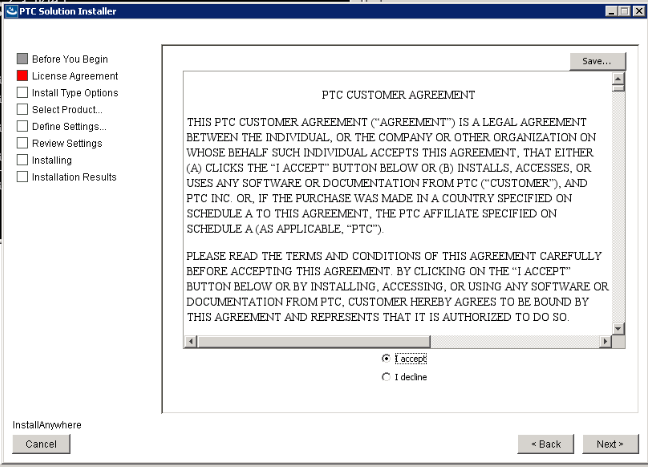 PTC Solution Installer
Before You Begin
License Agreement
Install Type Options
Select Product...
Define Settings...
Review Settings
Installing
Installation Results
Save...
PTC CUSTOMER AGREEMENT
THIS PTC CUSTOMER AGREEMENT (“AGREEMENT”) IS A LEGAL AGREEMENT
BETWEEN THE INDIVIDUAL, OR THE COMPANY OR OTHER ORGANIZATION ON
WHOSE BEHALF SUCH INDIVIDUAL ACCEPTS THIS AGREEMENT, THAT EITHER
(A) CLICKS THE “I ACCEPT” BUTTON BELOW OR (B) INSTALLS, ACCESSES, OR
USES ANY SOFTWARE OR DOCUMENTATION FROM PTC (“CUSTOMER”), AND
PTC INC. OR, IF THE PURCHASE WAS MADE IN A COUNTRY SPECIFIED ON
SCHEDULE A TO THIS AGREEMENT, THE PTC AFFILIATE SPECIFIED ON
SCHEDULE A (AS APPLICABLE, “PTC”).
PLEASE READ THE TERMS AND CONDITIONS OF THIS AGREEMENT CAREFULLY
BEFORE ACCEPTING THIS AGREEMENT. BY CLICKING ON THE “I ACCEPT”
BUTTON BELOW OR BY INSTALLING, ACCESSING, OR USING ANY SOFTWARE OR
DOCUMENTATION FROM PTC, CUSTOMER HEREBY AGREES TO BE BOUND BY
THIS AGREEMENT AND REPRESENTS THAT IT IS AUTHORIZED TO DO SO.
I accept
I decline
InstallAnywhere
Cancel
< Back
Next >